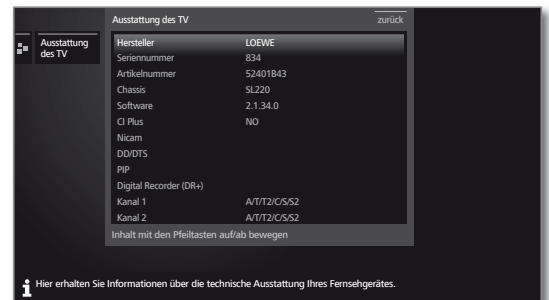 Ausstattung des TV zurück
Ausstattung
des TV
Hersteller LOEWE
Seriennummer 834
Artikelnummer 52401B43
Chassis SL220
Software 2.1.34.0
CI Plus NO
Nicam
DD/DTS
PIP
Digital Recorder (DR+)
Kanal 1 A/T/T2/C/S/S2
Kanal 2 A/T/T2/C/S/S2
Inhalt mit den Pfeiltasten auf/ab bewegen
Hier erhalten Sie Informationen über die technische Ausstattung Ihres Fernsehgerätes.